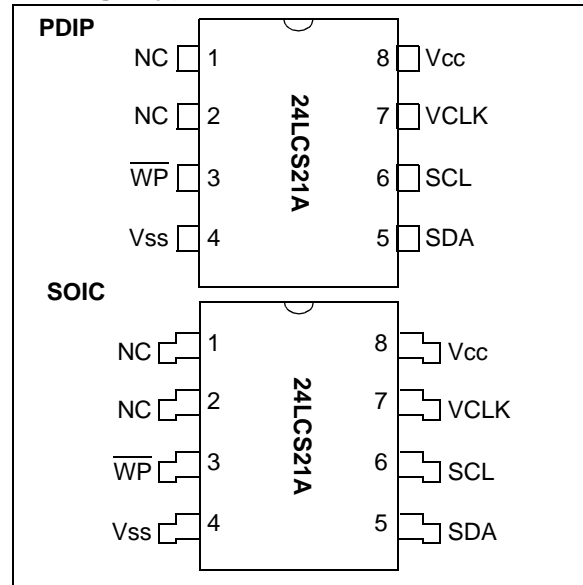 PDIP
NC 1 8 Vcc
NC 2 7 VCLK
WP 3 6 SCL
Vss 4 5 SDA
24LCS21A
SOIC
NC 1 8 Vcc
NC 2 7 VCLK
WP 3 6 SCL
Vss 4 5 SDA
24LCS21A